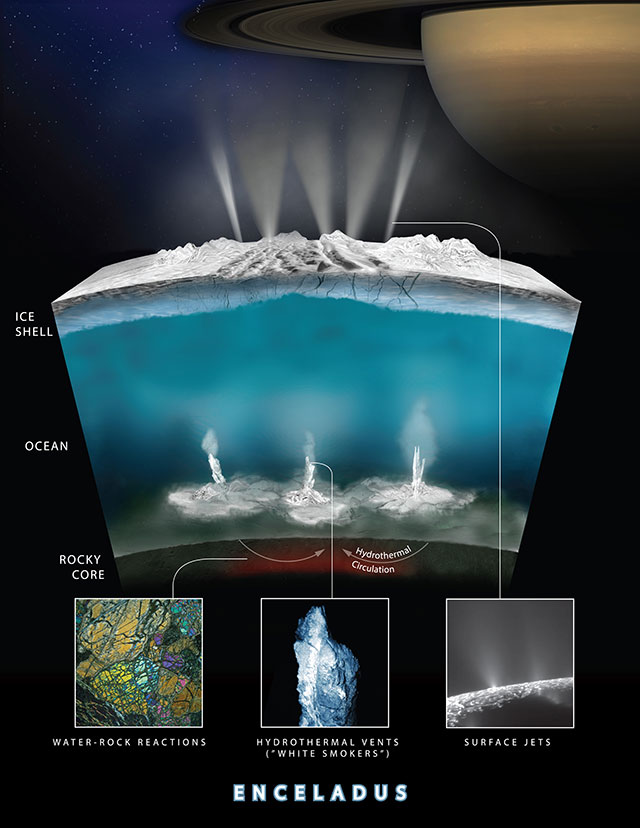 ICE
SHELL
OCEAN
ROCKY
CORE
Hydrothermal
Circulation
WATER-ROCK REACTIONS
HYDROTHERMAL VENTS
("WHITE SMOKERS")
SURFACE JETS
ENCELADUS